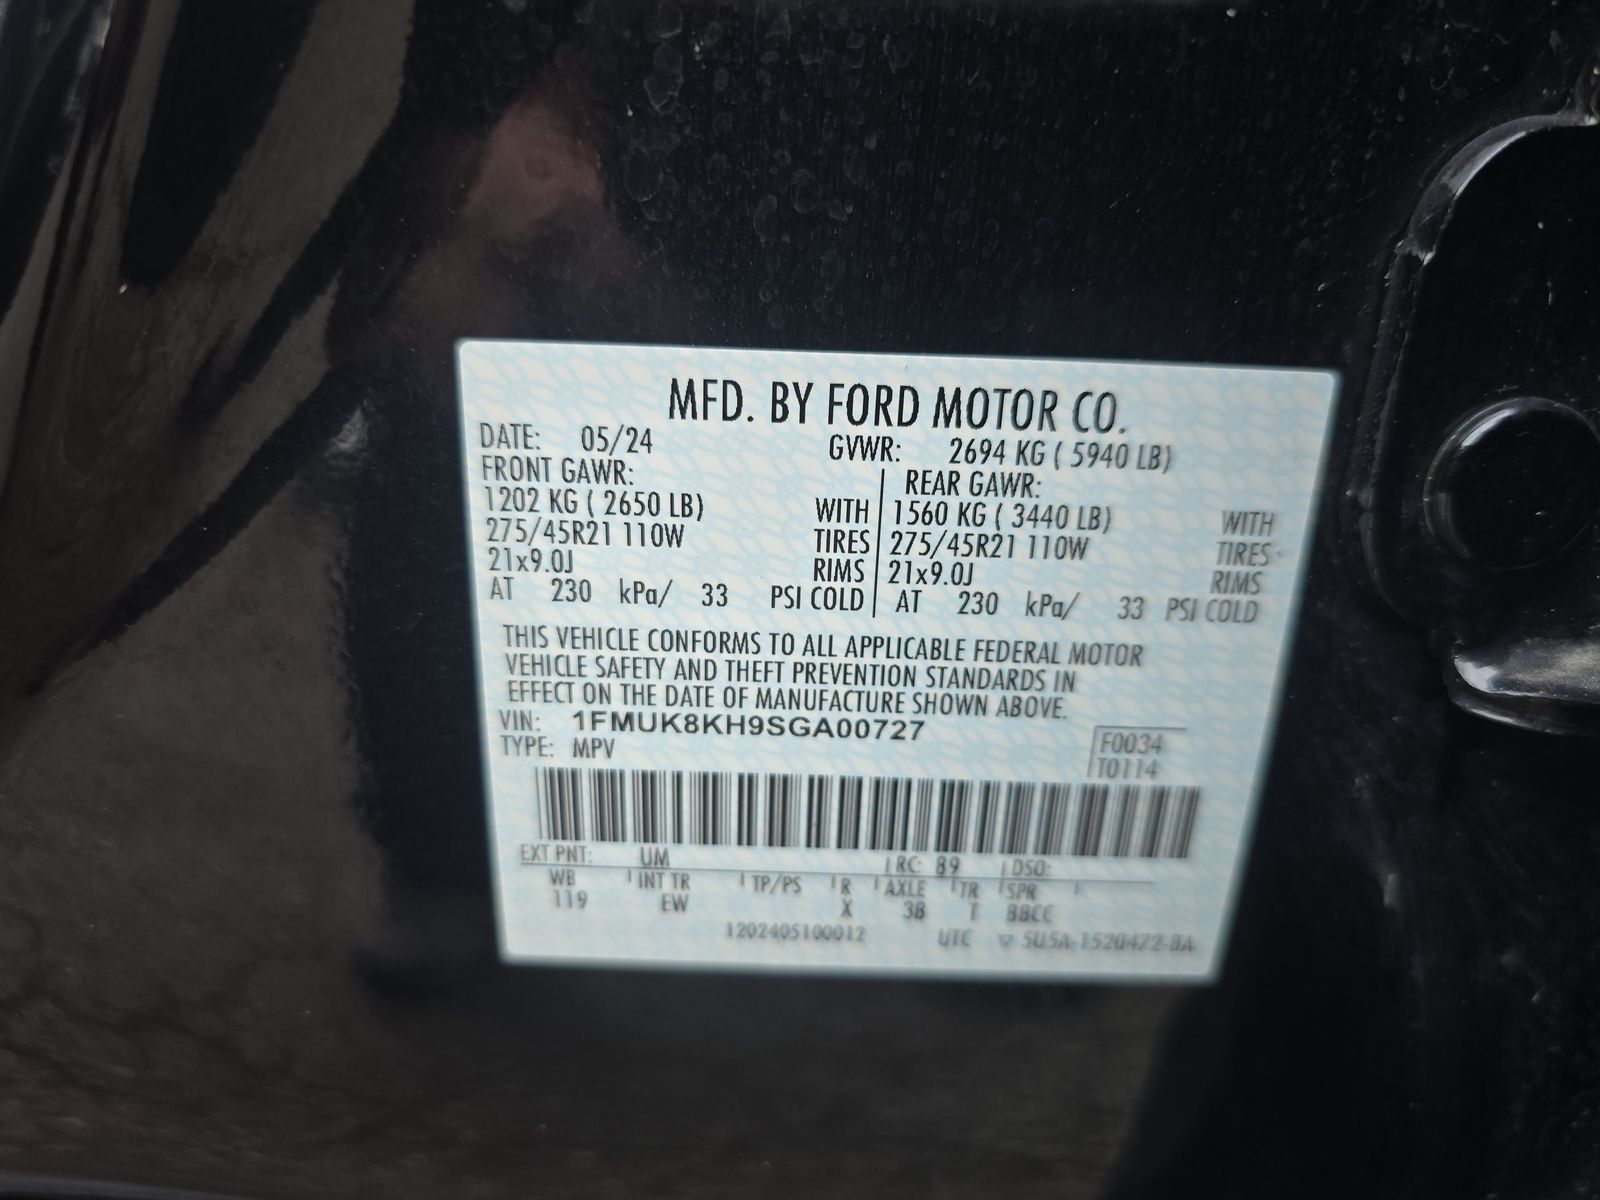 MFD. BY FORD MOTOR CO.
DATE: 05/24 GVWR: 2694 KG ( 5940 LB)
FRONT GAWR: REAR GAWR:
1202 KG ( 2650 LB) WITH 1560 KG ( 3440 LB) WITH
275/45R21 110W TIRES 275/45R21 110W TIRES
21x9.0J RIMS 21x9.0J RIMS
AT 230 kPa/ 33 PSI COLD AT 230 kPa/ 33 PSI COLD
THIS VEHICLE CONFORMS TO ALL APPLICABLE FEDERAL MOTOR
VEHICLE SAFETY AND THEFT PREVENTION STANDARDS IN
EFFECT ON THE DATE OF MANUFACTURE SHOWN ABOVE.
VIN: 1FMUK8KH9SGA00727
TYPE: MPV
F0034
T0114
EXT PNT: UM RC: 89 DSO:
WB INT TR TP/PS R AXLE TR SPR
119 EW X 38 T BBCC
1202405100012 UTC ▽ SU5A-1520472-BA